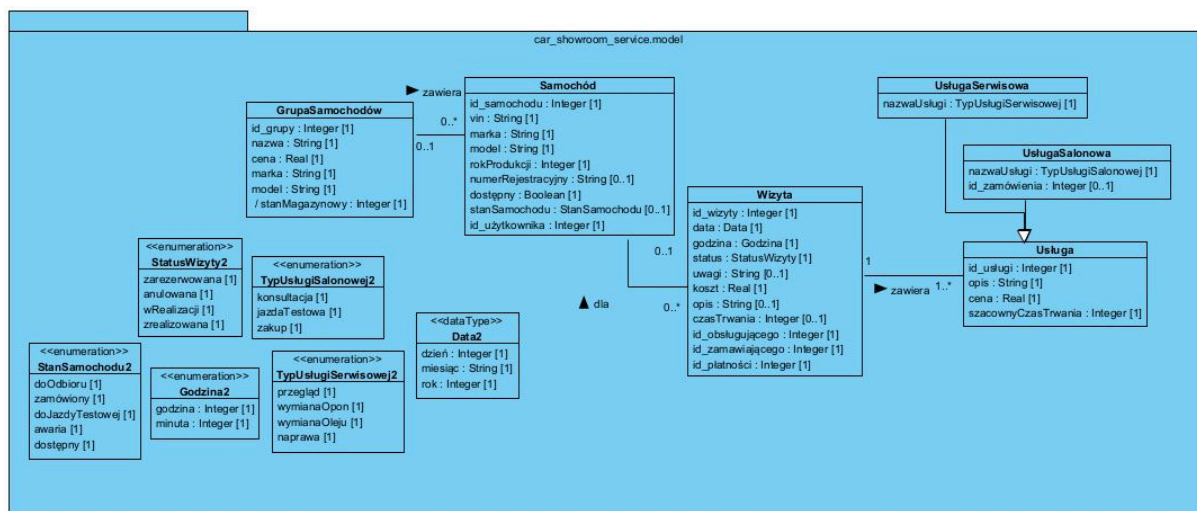 car_showroom_service.model
zawiera
GrupaSamochodów
id_grupy : Integer [1]
nazwa : String [1]
cena : Real [1]
marka : String [1]
model : String [1]
/ stanMagazynowy : Integer [1]
0..1
0..*
Samochód
id_samochodu : Integer [1]
vin : String [1]
marka : String [1]
model : String [1]
rokProdukcji : Integer [1]
numerRejestracyjny : String [0..1]
dostępny : Boolean [1]
stanSamochodu : StanSamochodu [0..1]
id_użytkownika : Integer [1]
0..1
0..*
dla
Wizyta
id_wizyty : Integer [1]
data : Data [1]
godzina : Godzina [1]
status : StatusWizyty [1]
uwagi : String [0..1]
koszt : Real [1]
opis : String [0..1]
czasTrwania : Integer [0..1]
id_obsługującego : Integer [1]
id_zamawiającego : Integer [1]
id_płatności : Integer [1]
1
zawiera
1..*
UsługaSerwisowa
nazwaUsługi : TypUsługiSerwisowej [1]
UsługaSalonowa
nazwaUsługi : TypUsługiSalonowej [1]
id_zamówienia : Integer [0..1]
Usługa
id_usługi : Integer [1]
opis : String [1]
cena : Real [1]
szacownyCzasTrwania : Integer [1]
<<enumeration>>
StatusWizyty2
zarezerwowana [1]
anulowana [1]
wRealizacji [1]
zrealizowana [1]
<<enumeration>>
TypUsługiSalonowej2
konsultacja [1]
jazdaTestowa [1]
zakup [1]
<<dataType>>
Data2
dzień : Integer [1]
miesiąc : String [1]
rok : Integer [1]
<<enumeration>>
StanSamochodu2
doOdbioru [1]
zamówiony [1]
doJazdyTestowej [1]
awaria [1]
dostępny [1]
<<enumeration>>
Godzina2
godzina : Integer [1]
minuta : Integer [1]
<<enumeration>>
TypUsługiSerwisowej2
przegląd [1]
wymianaOpon [1]
wymianaOleju [1]
naprawa [1]